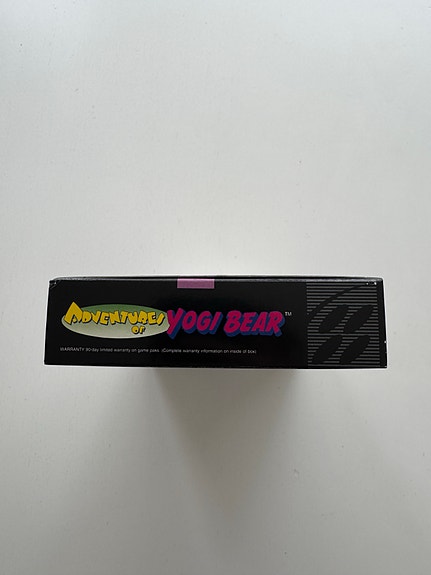 ADVENTURES
OF
YOGI BEAR™
WARRANTY: 90-day limited warranty on game paks. (Complete warranty information on inside of box)